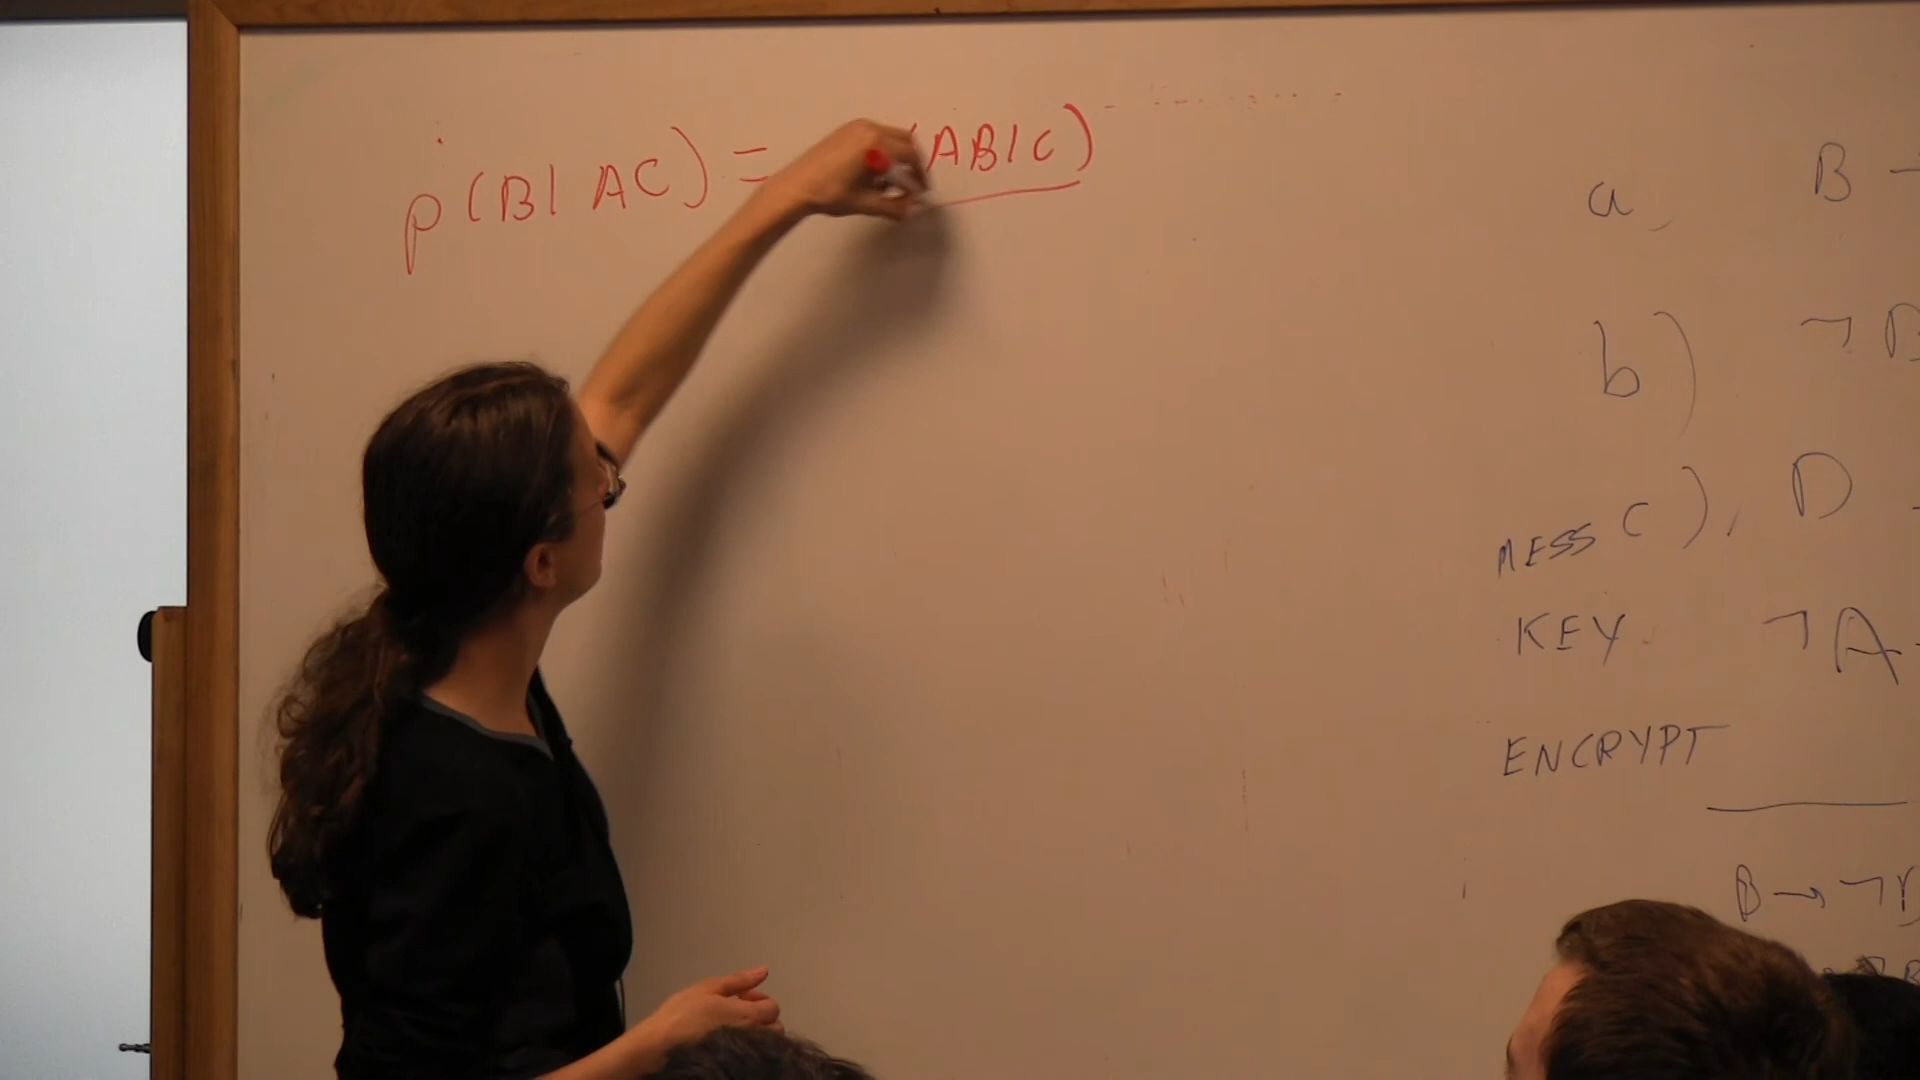 p(B| AC) = (AB|C)
a, B
b) ¬
MESS c), D
KEY ¬A
ENCRYPT
B → ¬